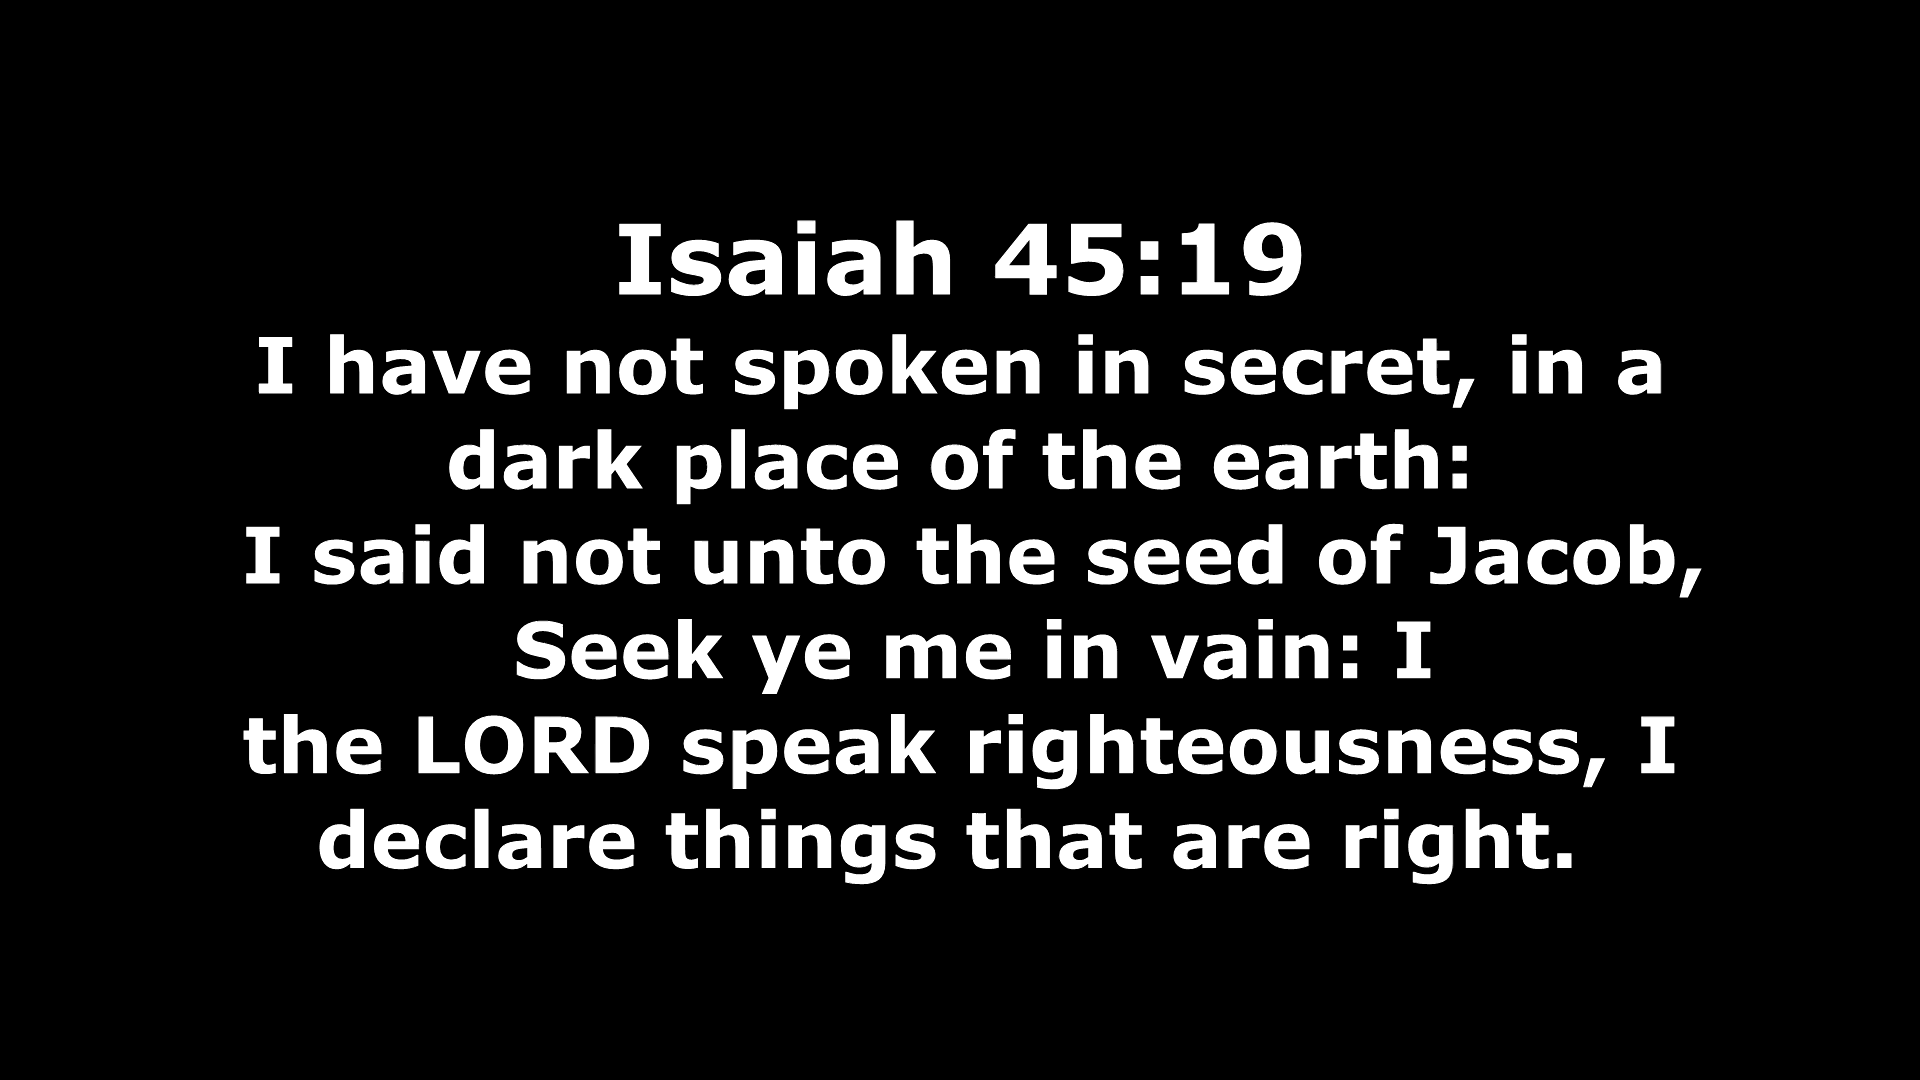 Isaiah 45:19
I have not spoken in secret, in a
dark place of the earth:
I said not unto the seed of Jacob,
Seek ye me in vain: I
the LORD speak righteousness, I
declare things that are right.